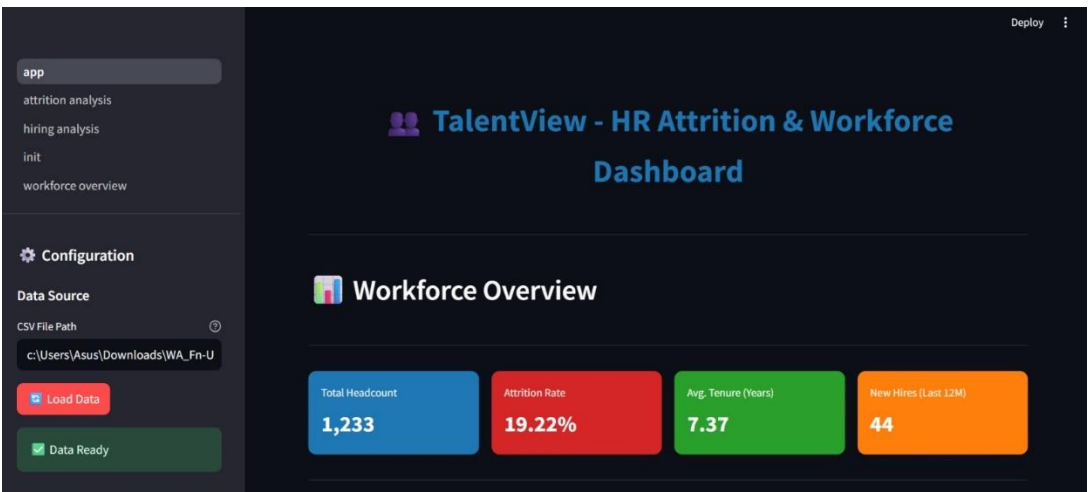 Deploy
app
attrition analysis
hiring analysis
init
workforce overview
Configuration
Data Source
CSV File Path
c:\Users\Asus\Downloads\WA_Fn-U
Load Data
Data Ready
TalentView - HR Attrition & Workforce
Dashboard
Workforce Overview
Total Headcount
1,233
Attrition Rate
19.22%
Avg. Tenure (Years)
7.37
New Hires (Last 12M)
44